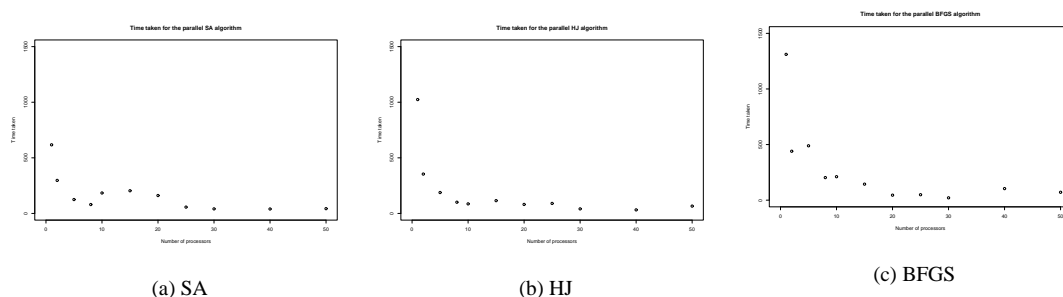 Time taken for the parallel SA algorithm
Time taken
1500
1000
500
0
0
10
20
30
40
50
Number of processors
(a) SA
Time taken for the parallel HJ algorithm
Time taken
1500
1000
500
0
0
10
20
30
40
50
Number of processors
(b) HJ
Time taken for the parallel BFGS algorithm
Time taken
1500
1000
500
0
0
10
20
30
40
50
Number of processors
(c) BFGS